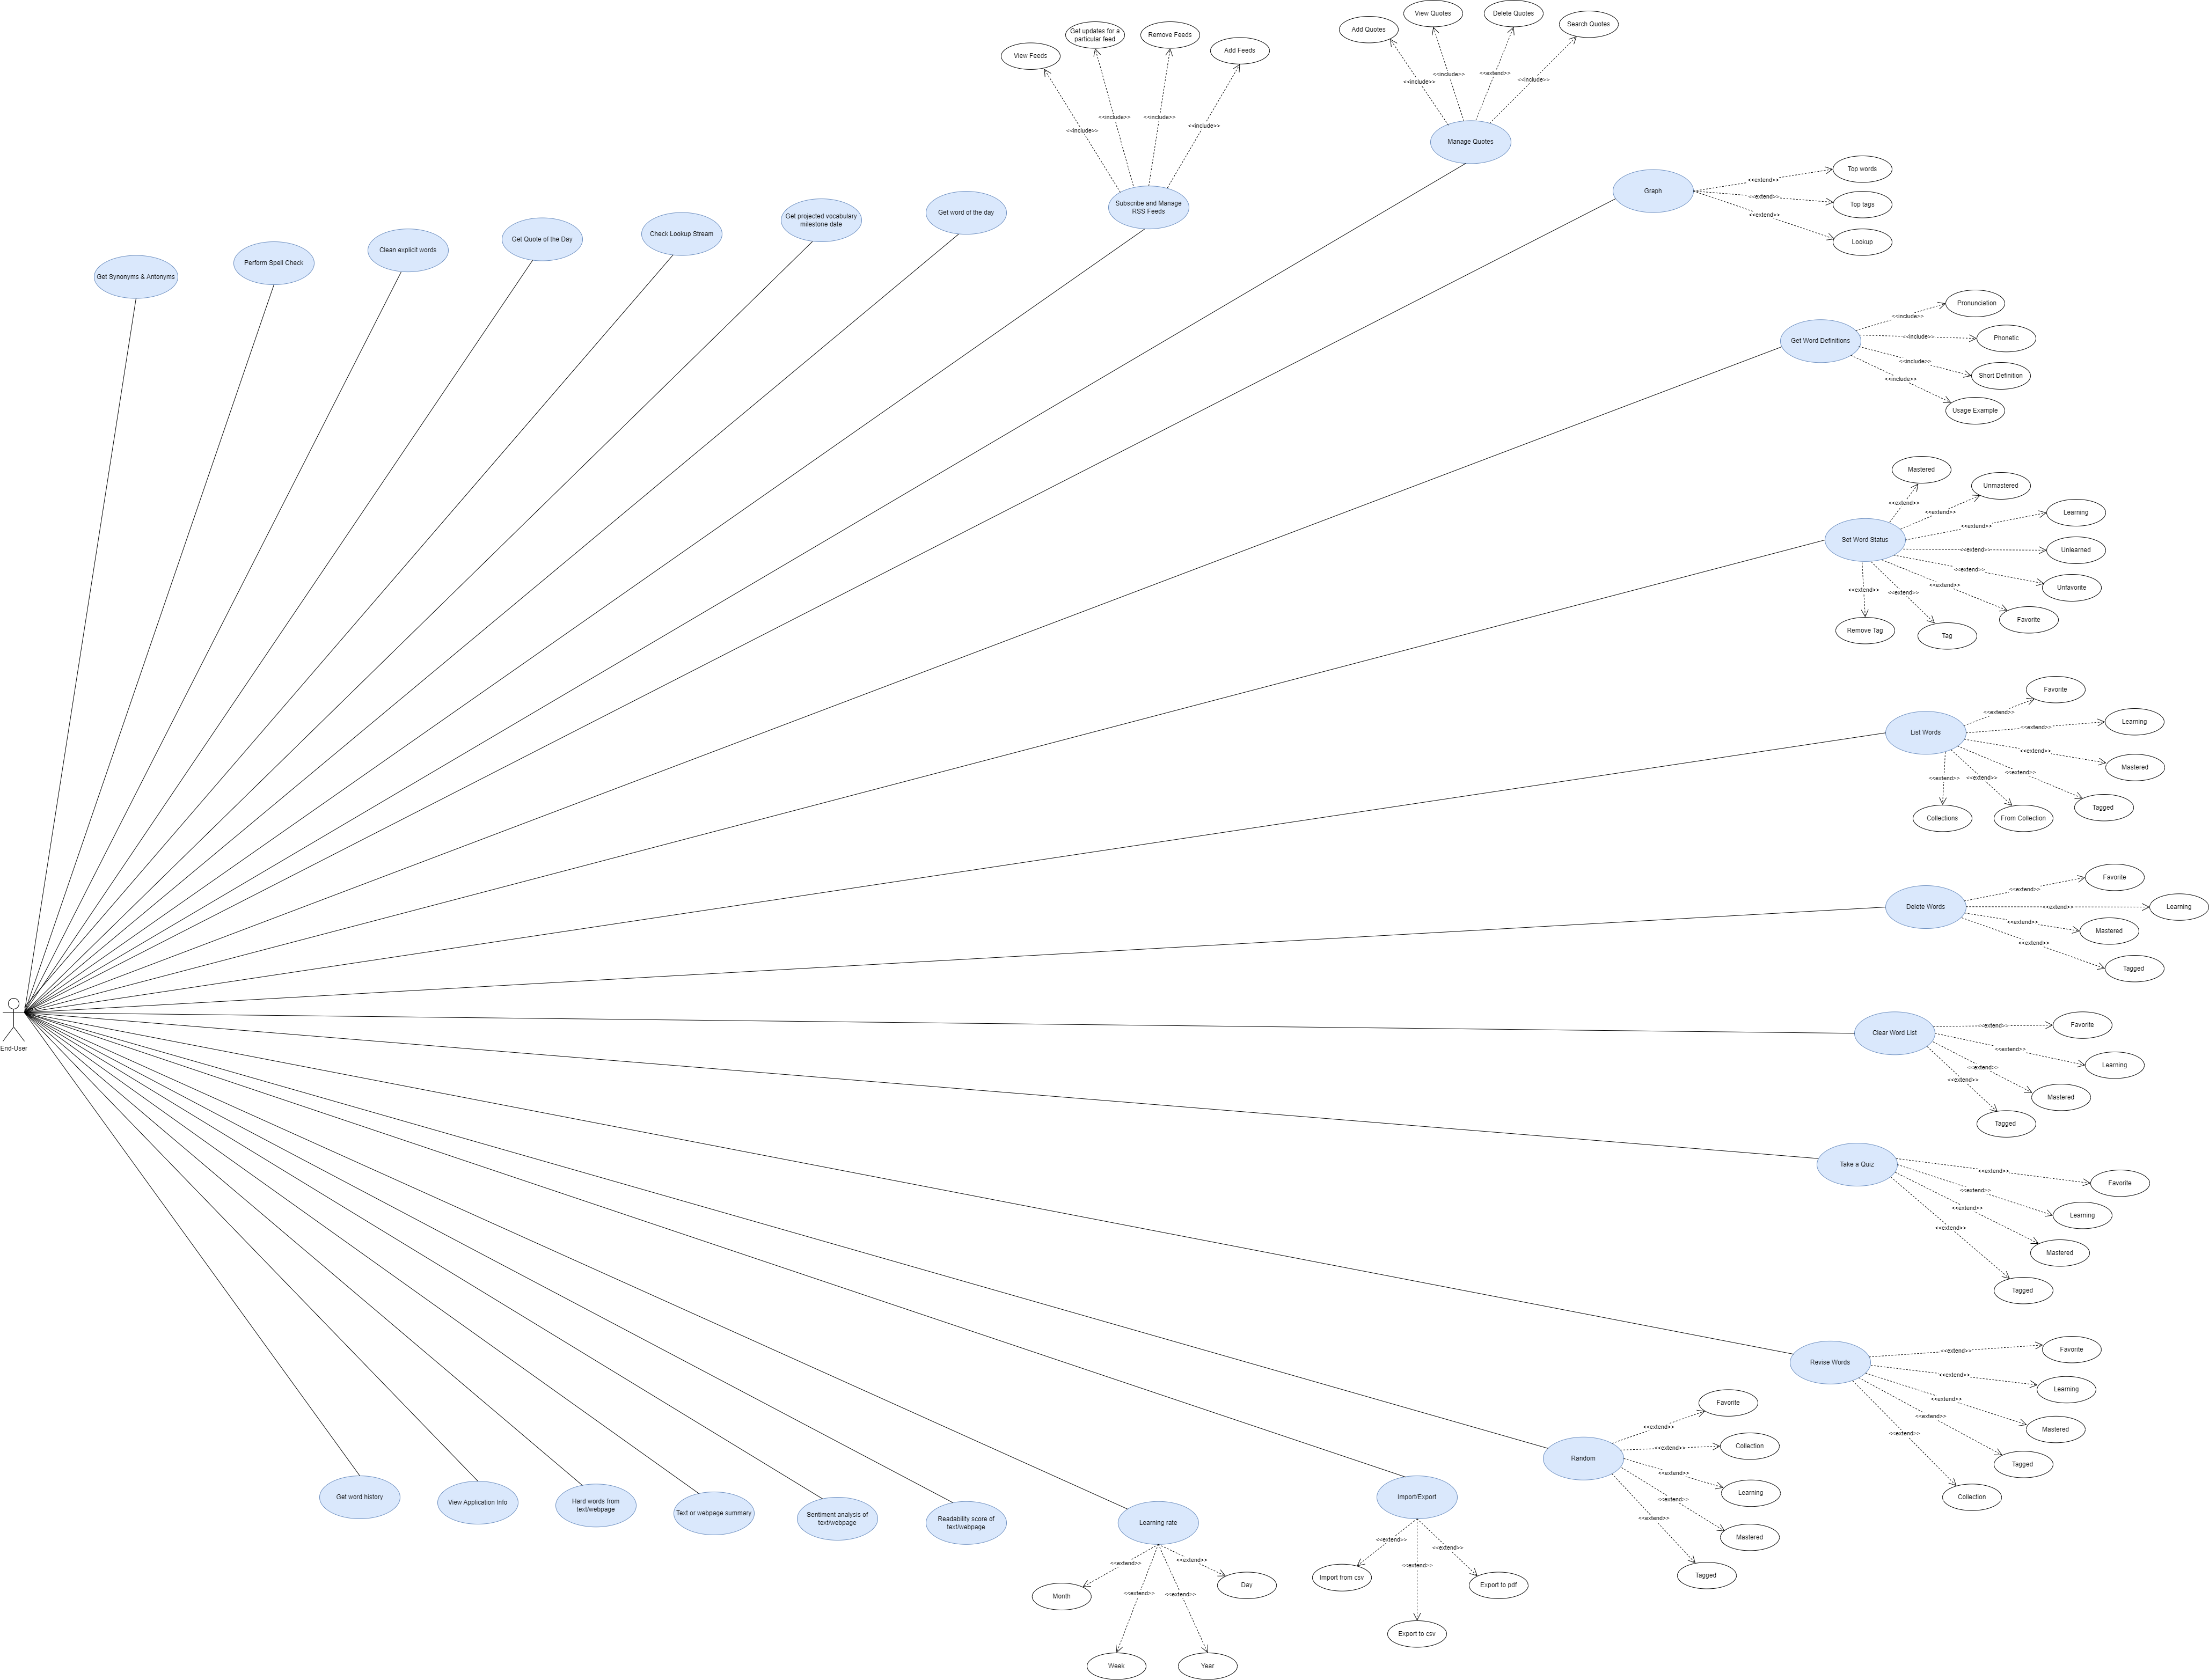 View Quotes
Delete Quotes
Add Quotes
Search Quotes
Get updates for a
particular feed
Remove Feeds
View Feeds
Add Feeds
<<include>>
<<include>>
<<extend>>
<<include>>
<<include>>
<<include>>
<<include>>
<<include>>
Manage Quotes
Subscribe and Manage
RSS Feeds
Graph
<<extend>>
<<extend>>
<<extend>>
Top words
Top tags
Lookup
Get word of the day
Get projected vocabulary
milestone date
Check Lookup Stream
Get Quote of the Day
Clean explicit words
Perform Spell Check
Get Synonyms & Antonyms
Get Word Definitions
<<include>>
<<include>>
<<include>>
<<include>>
Pronunciation
Phonetic
Short Definition
Usage Example
Set Word Status
<<extend>>
<<extend>>
<<extend>>
<<extend>>
<<extend>>
<<extend>>
<<extend>>
<<extend>>
Mastered
Unmastered
Learning
Unlearned
Unfavorite
Favorite
Tag
Remove Tag
List Words
<<extend>>
<<extend>>
<<extend>>
<<extend>>
<<extend>>
<<extend>>
Favorite
Learning
Mastered
Tagged
From Collection
Collections
Delete Words
<<extend>>
<<extend>>
<<extend>>
<<extend>>
Favorite
Learning
Mastered
Tagged
End-User
Clear Word List
<<extend>>
<<extend>>
<<extend>>
<<extend>>
Favorite
Learning
Mastered
Tagged
Take a Quiz
<<extend>>
<<extend>>
<<extend>>
<<extend>>
Favorite
Learning
Mastered
Tagged
Revise Words
<<extend>>
<<extend>>
<<extend>>
<<extend>>
<<extend>>
Favorite
Learning
Mastered
Tagged
Collection
Random
<<extend>>
<<extend>>
<<extend>>
<<extend>>
<<extend>>
Favorite
Collection
Learning
Mastered
Tagged
Import/Export
<<extend>>
<<extend>>
<<extend>>
Import from csv
Export to csv
Export to pdf
Learning rate
<<extend>>
<<extend>>
<<extend>>
<<extend>>
Month
Week
Year
Day
Get word history
View Application Info
Hard words from
text/webpage
Text or webpage summary
Sentiment analysis of
text/webpage
Readability score of
text/webpage